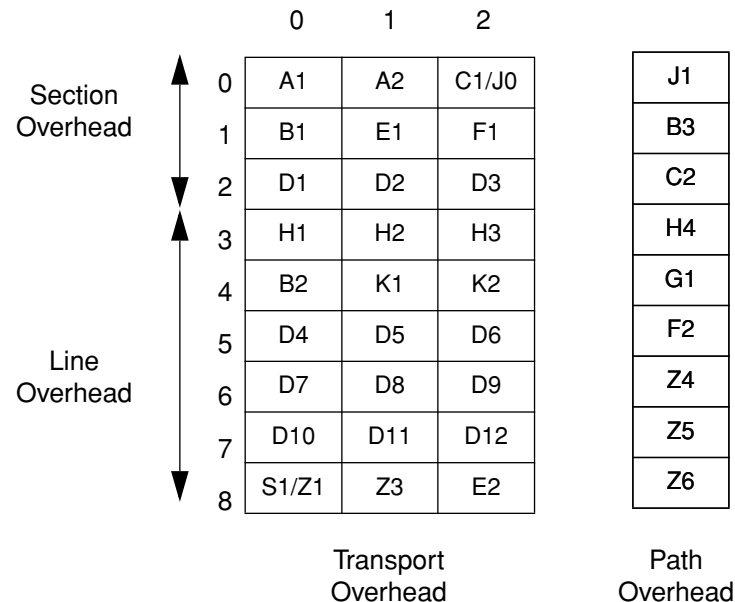 0 1 2
0 A1 A2 C1/J0 J1
Section
Overhead
1 B1 E1 F1 B3
2 D1 D2 D3 C2
3 H1 H2 H3 H4
4 B2 K1 K2 G1
5 D4 D5 D6 F2
Line
Overhead
6 D7 D8 D9 Z4
7 D10 D11 D12 Z5
8 S1/Z1 Z3 E2 Z6
Transport
Overhead
Path
Overhead